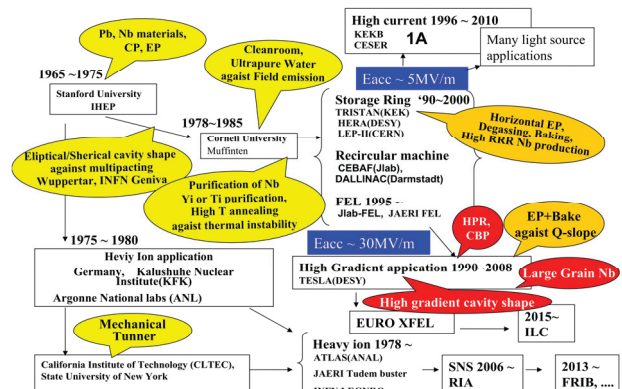 Pb, Nb materials,
CP, EP
1965 ~1975
Stanford University
IHEP
Cleanroom,
Ultrapure Water
agaist Field emission
High current 1996 ~ 2010
KEKB
CESER
1A
Many light source
applications
Eacc ~ 5MV/m
1978~1985
Cornell University
Muffinten
Storage Ring '90~2000
TRISTAN(KEK)
HERA(DESY)
LEP-II(CERN)
Horizontal EP,
Degassing, Baking,
High RRR Nb production
Eliptical/Sherical cavity shape
against multipacting
Wuppertar, INFN Geniva
Purification of Nb
Yi or Ti purification,
High T annealing
agaist thermal instability
Recircular machine
CEBAF(Jlab),
DALLINAC(Darmstadt)
FEL 1995 ~
Jlab-FEL, JAERI FEL
HPR,
CBP
EP+Bake
agaist Q-slope
1975 ~ 1980
Heviy Ion application
Germany, Kalushuhe Nuclear
Institute(KFK)
Argonne National labs (ANL)
Eacc ~ 30MV/m
High Gradient appication 1990 -2008
TESLA(DESY)
Large Grain Nb
High gradient cavity shape
EURO XFEL
2015~
ILC
Mechanical
Tunner
California Institute of Technology (CLTEC),
State University of New York
Heavy ion 1978 ~
ATLAS(ANAL)
JAERI Tudem buster
SNS 2006 ~
RIA
2013 ~
FRIB, ....